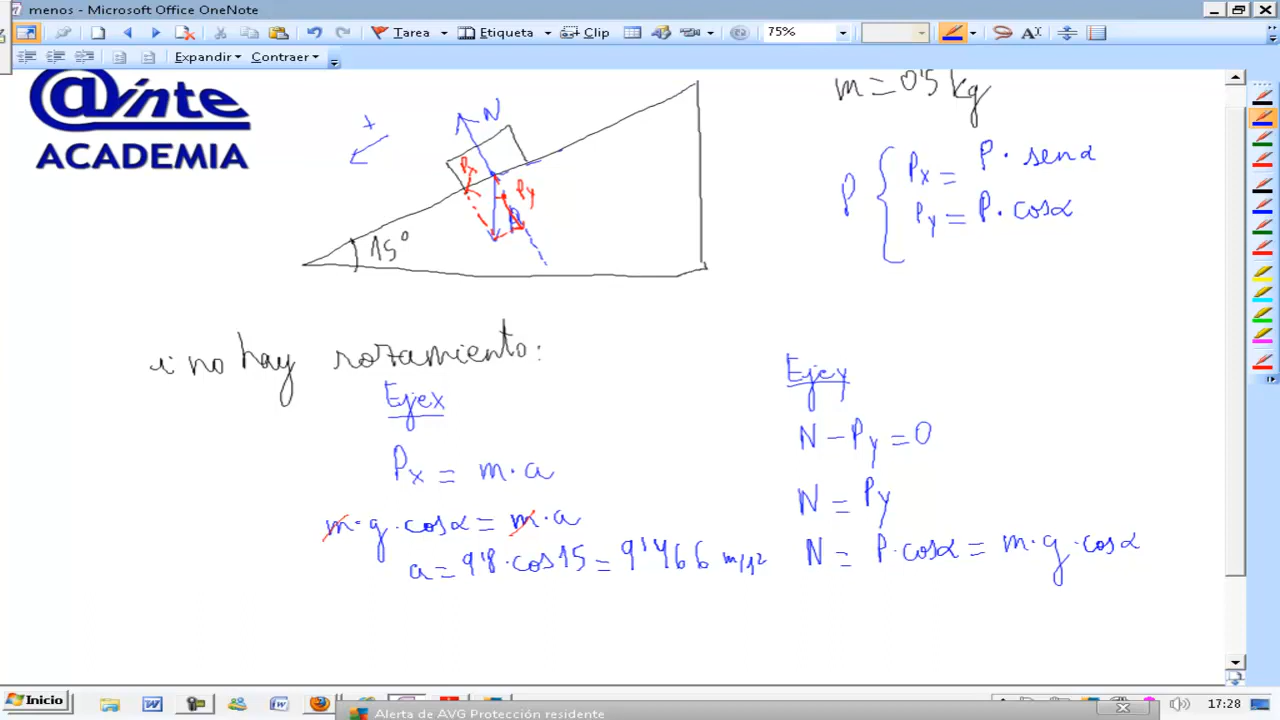 menos - Microsoft Office OneNote
Tarea
Etiqueta
Clip
75%
Expandir
Contraer
@inte
ACADEMIA
+
N
Px
Py
P
15º
m = 0'5 kg
P { Px = P · senα
Py = P · cosα
i no hay rozamiento:
Eje x
Px = m · a
m · g · cosα = m · a
a = 9'8 · cos 15 = 9'466 m/s²
Eje y
N - Py = 0
N = Py
N = P · cosα = m · g · cosα
Inicio
Alerta de AVG Protección residente
17:28